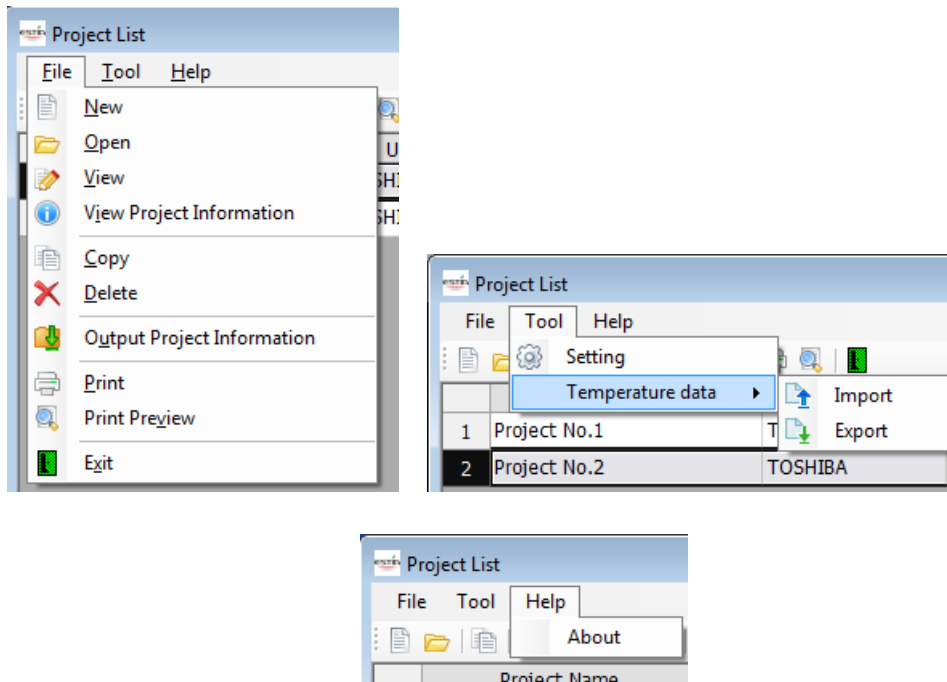 Project List
File Tool Help
New
Open
View
View Project Information
Copy
Delete
Output Project Information
Print
Print Preview
Exit
Project List
File Tool Help
Setting
Temperature data
Import
Export
1 Project No.1 T
2 Project No.2 TOSHIBA
Project List
File Tool Help
About
Project Name